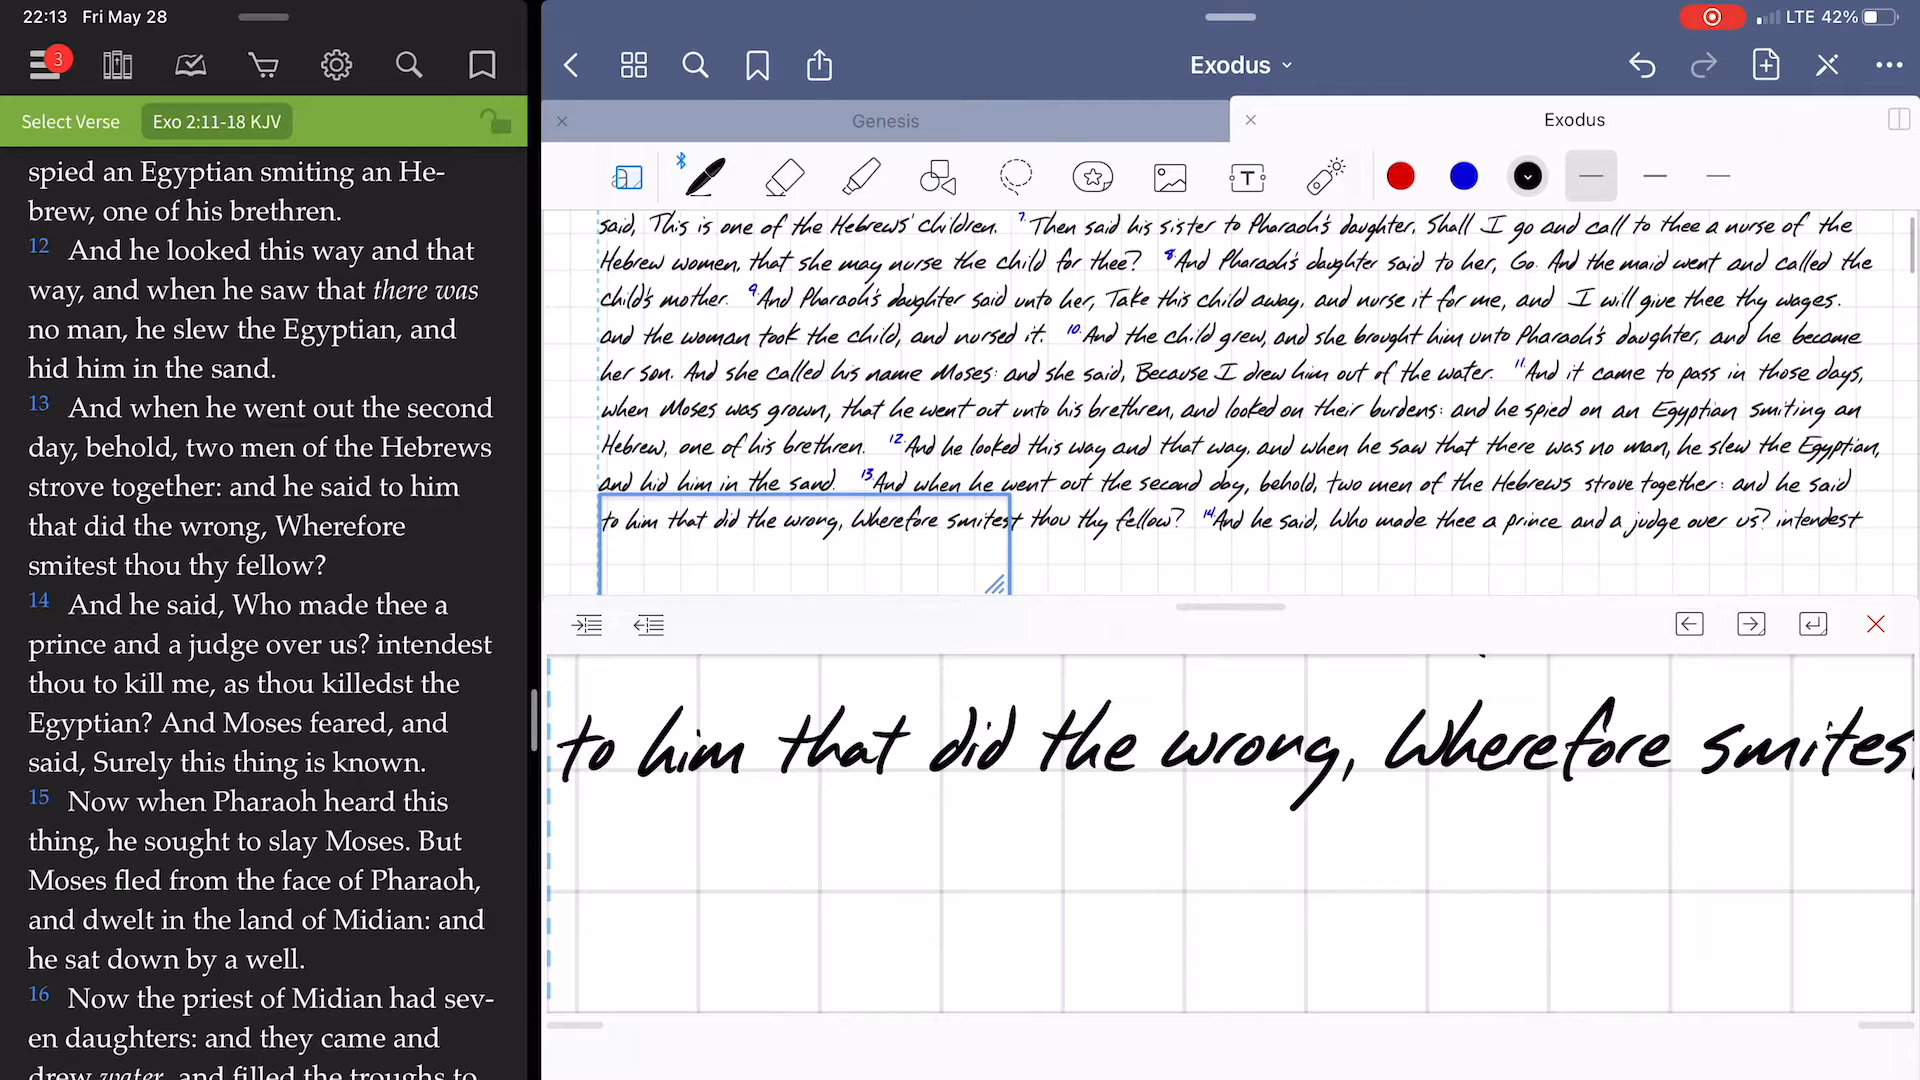 22:13 Fri May 28
LTE 42%
3
Exodus
Select Verse Exo 2:11-18 KJV
Genesis
Exodus
spied an Egyptian smiting an He-
brew, one of his brethren.
12 And he looked this way and that
way, and when he saw that there was
no man, he slew the Egyptian, and
hid him in the sand.
13 And when he went out the second
day, behold, two men of the Hebrews
strove together: and he said to him
that did the wrong, Wherefore
smitest thou thy fellow?
14 And he said, Who made thee a
prince and a judge over us? intendest
thou to kill me, as thou killedst the
Egyptian? And Moses feared, and
said, Surely this thing is known.
15 Now when Pharaoh heard this
thing, he sought to slay Moses. But
Moses fled from the face of Pharaoh,
and dwelt in the land of Midian: and
he sat down by a well.
16 Now the priest of Midian had sev-
en daughters: and they came and
drew water, and filled the troughs to
T
said, This is one of the Hebrews' children. 7. Then said his sister to Pharaoh's daughter, Shall I go and call to thee a nurse of the
Hebrew women, that she may nurse the child for thee? 8. And Pharaoh's daughter said to her, Go. And the maid went and called the
child's mother. 9. And Pharaoh's daughter said unto her, Take this child away, and nurse it for me, and I will give thee thy wages.
and the woman took the child, and nursed it. 10. And the child grew, and she brought him unto Pharaoh's daughter, and he became
her son. And she called his name Moses: and she said, Because I drew him out of the water. 11. And it came to pass in those days,
when Moses was grown, that he went out unto his brethren, and looked on their burdens: and he spied on an Egyptian smiting an
Hebrew, one of his brethren. 12. And he looked this way and that way, and when he saw that there was no man, he slew the Egyptian,
and hid him in the sand. 13. And when he went out the second day, behold, two men of the Hebrews strove together: and he said
to him that did the wrong, Wherefore smitest thou thy fellow? 14. And he said, Who made thee a prince and a judge over us? intendest
to him that did the wrong, Wherefore smites